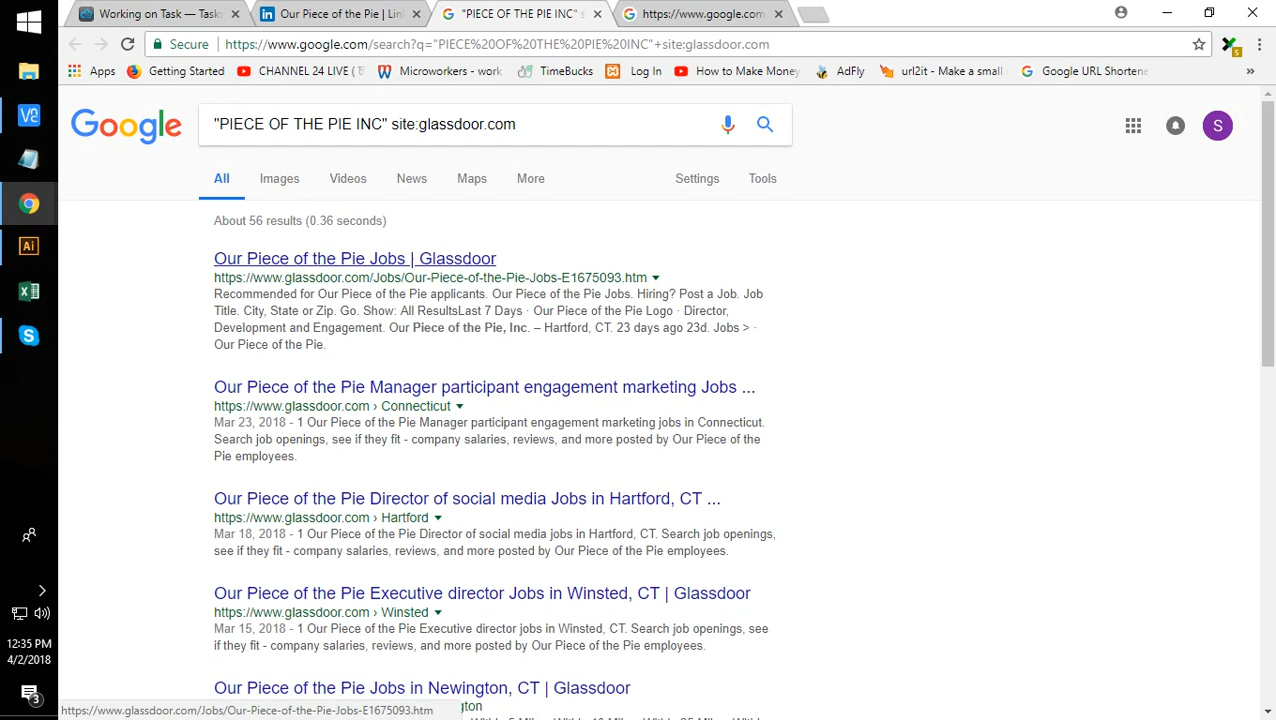 Working on Task — Tasks
Our Piece of the Pie | Lin
"PIECE OF THE PIE INC" s
https://www.google.com
Secure
https://www.google.com/search?q="PIECE%20OF%20THE%20PIE%20INC"+site:glassdoor.com
5
Apps
Getting Started
CHANNEL 24 LIVE (
Microworkers - work
TimeBucks
Log In
How to Make Money
AdFly
url2it - Make a small
Google URL Shortene
»
Google
"PIECE OF THE PIE INC" site:glassdoor.com
S
All
Images
Videos
News
Maps
More
Settings
Tools
About 56 results (0.36 seconds)
Our Piece of the Pie Jobs | Glassdoor
https://www.glassdoor.com/Jobs/Our-Piece-of-the-Pie-Jobs-E1675093.htm
Recommended for Our Piece of the Pie applicants. Our Piece of the Pie Jobs. Hiring? Post a Job. Job
Title. City, State or Zip. Go. Show: All ResultsLast 7 Days · Our Piece of the Pie Logo · Director,
Development and Engagement. Our Piece of the Pie, Inc. – Hartford, CT. 23 days ago 23d. Jobs > ·
Our Piece of the Pie.
Our Piece of the Pie Manager participant engagement marketing Jobs ...
https://www.glassdoor.com › Connecticut
Mar 23, 2018 - 1 Our Piece of the Pie Manager participant engagement marketing jobs in Connecticut.
Search job openings, see if they fit - company salaries, reviews, and more posted by Our Piece of the
Pie employees.
Our Piece of the Pie Director of social media Jobs in Hartford, CT ...
https://www.glassdoor.com › Hartford
Mar 18, 2018 - 1 Our Piece of the Pie Director of social media jobs in Hartford, CT. Search job openings,
see if they fit - company salaries, reviews, and more posted by Our Piece of the Pie employees.
Our Piece of the Pie Executive director Jobs in Winsted, CT | Glassdoor
https://www.glassdoor.com › Winsted
Mar 15, 2018 - 1 Our Piece of the Pie Executive director jobs in Winsted, CT. Search job openings, see
if they fit - company salaries, reviews, and more posted by Our Piece of the Pie employees.
Our Piece of the Pie Jobs in Newington, CT | Glassdoor
gton
https://www.glassdoor.com/Jobs/Our-Piece-of-the-Pie-Jobs-E1675093.htm
Ai
12:35 PM
4/2/2018
3